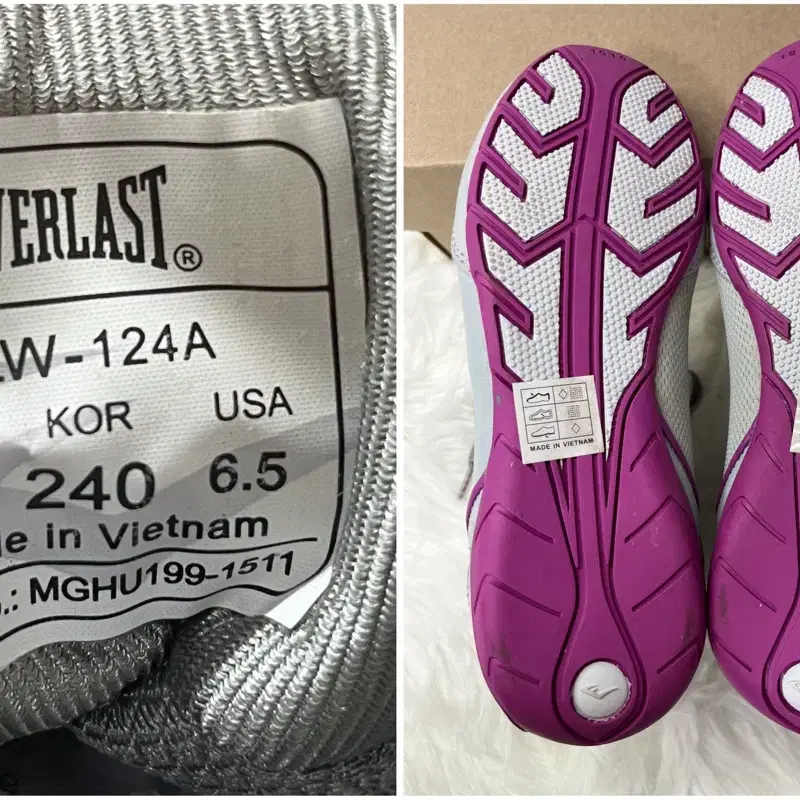 VERLAST®
W-124A
KOR USA
240 6.5
e in Vietnam
.: MGHU199-1511
MADE IN VIETNAM